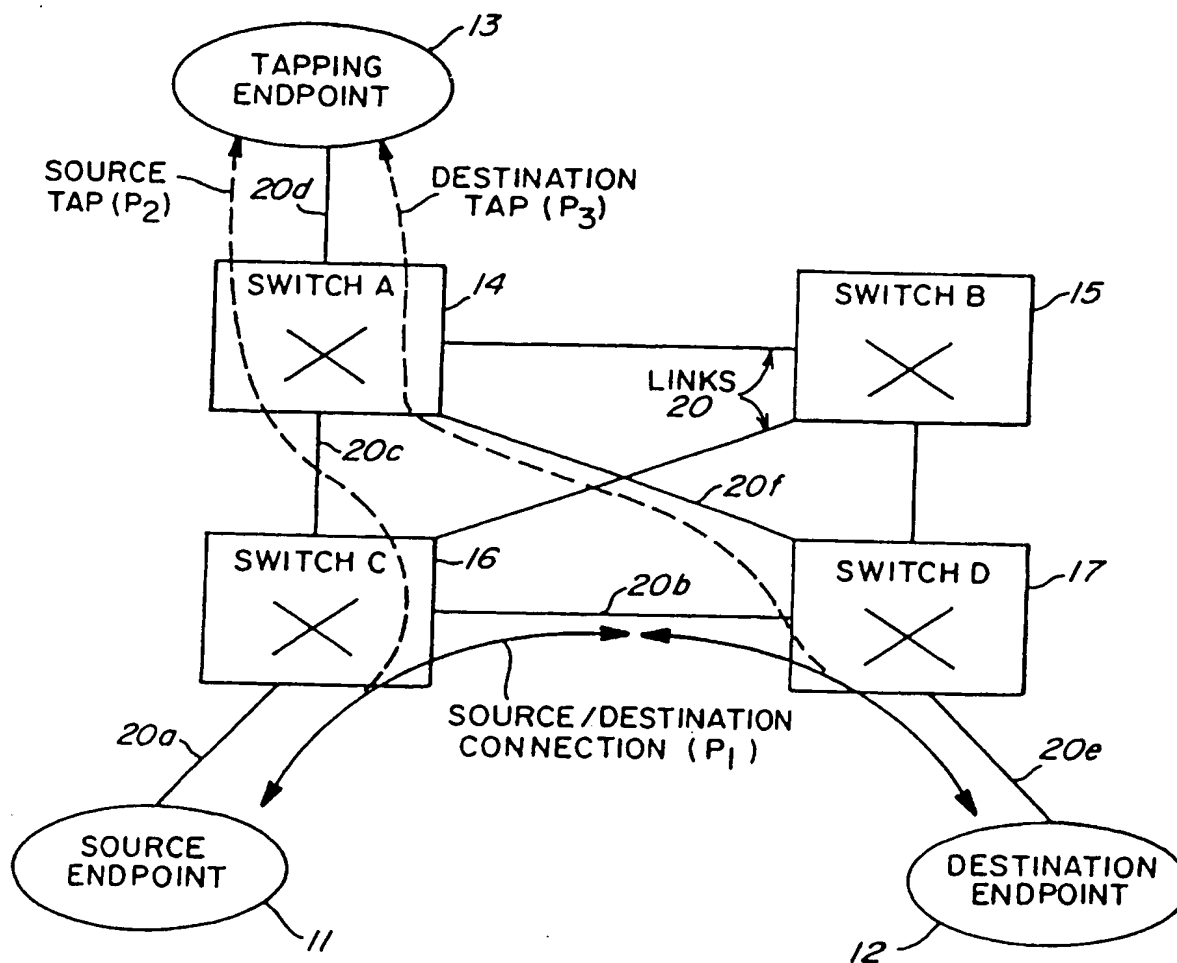 13
TAPPING
ENDPOINT
SOURCE
TAP (P2)
20d
DESTINATION
TAP (P3)
SWITCH A
14
SWITCH B
15
LINKS
20
20c
20f
SWITCH C
16
SWITCH D
17
20b
SOURCE/DESTINATION
CONNECTION (P1)
20a
20e
SOURCE
ENDPOINT
11
DESTINATION
ENDPOINT
12